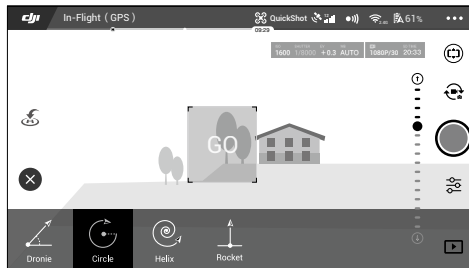 dji In-Flight (GPS) QuickShot 61%
09:29
1600 1/8000 +0.3 AUTO 1080P/30 20:33
GO
Dronie Circle Helix Rocket